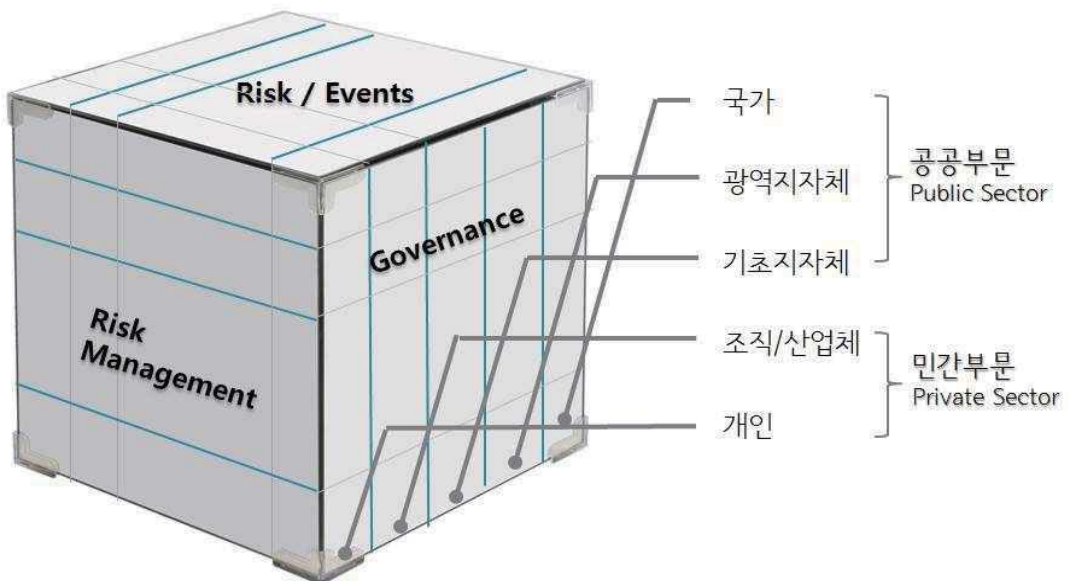 Risk / Events
Governance
Risk
Management
국가
광역지자체
기초지자체
공공부문
Public Sector
조직/산업체
개인
민간부문
Private Sector